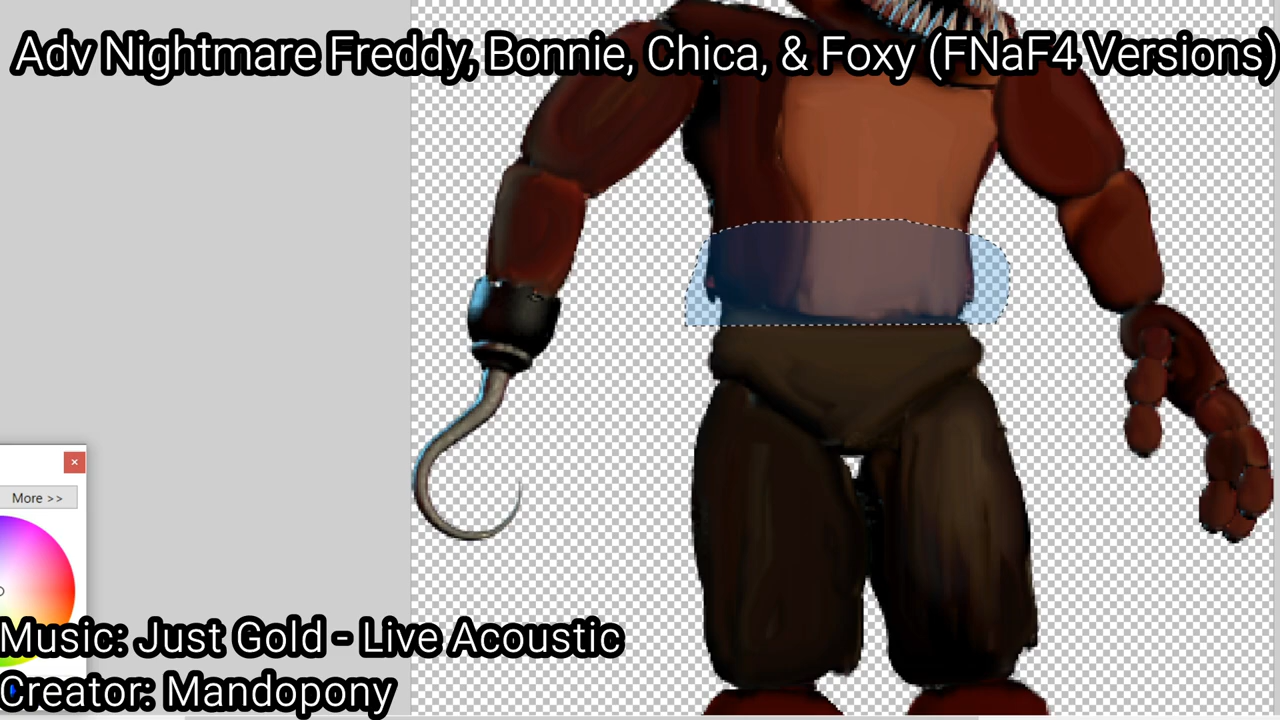 Adv Nightmare Freddy, Bonnie, Chica, & Foxy (FNaF4 Versions)
More >>
Music: Just Gold - Live Acoustic
Creator: Mandopony